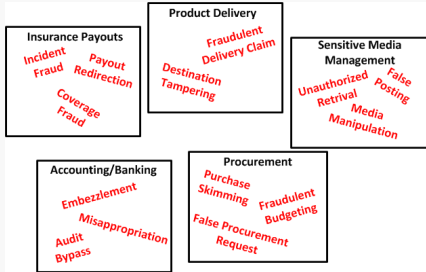 Insurance Payouts
Incident
Fraud
Payout
Redirection
Coverage
Fraud
Product Delivery
Fraudulent
Delivery Claim
Destination
Tampering
Sensitive Media
Management
Unauthorized
Retrival
False
Posting
Media
Manipulation
Accounting/Banking
Embezzlement
Misappropriation
Audit
Bypass
Procurement
Purchase
Skimming
Fraudulent
Budgeting
False Procurement
Request